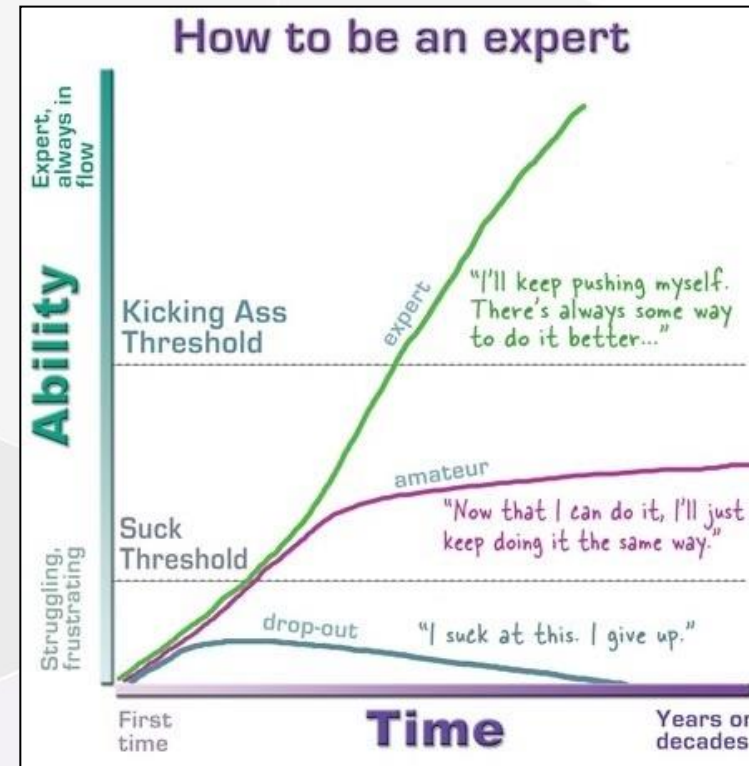 How to be an expert
Expert,
always in
flow
Ability
Struggling,
frustrating
Kicking Ass
Threshold
expert
"I'll keep pushing myself.
There's always some way
to do it better..."
amateur
"Now that I can do it, I'll just
keep doing it the same way."
Suck
Threshold
drop-out
"I suck at this. I give up."
First
time
Time
Years or
decades